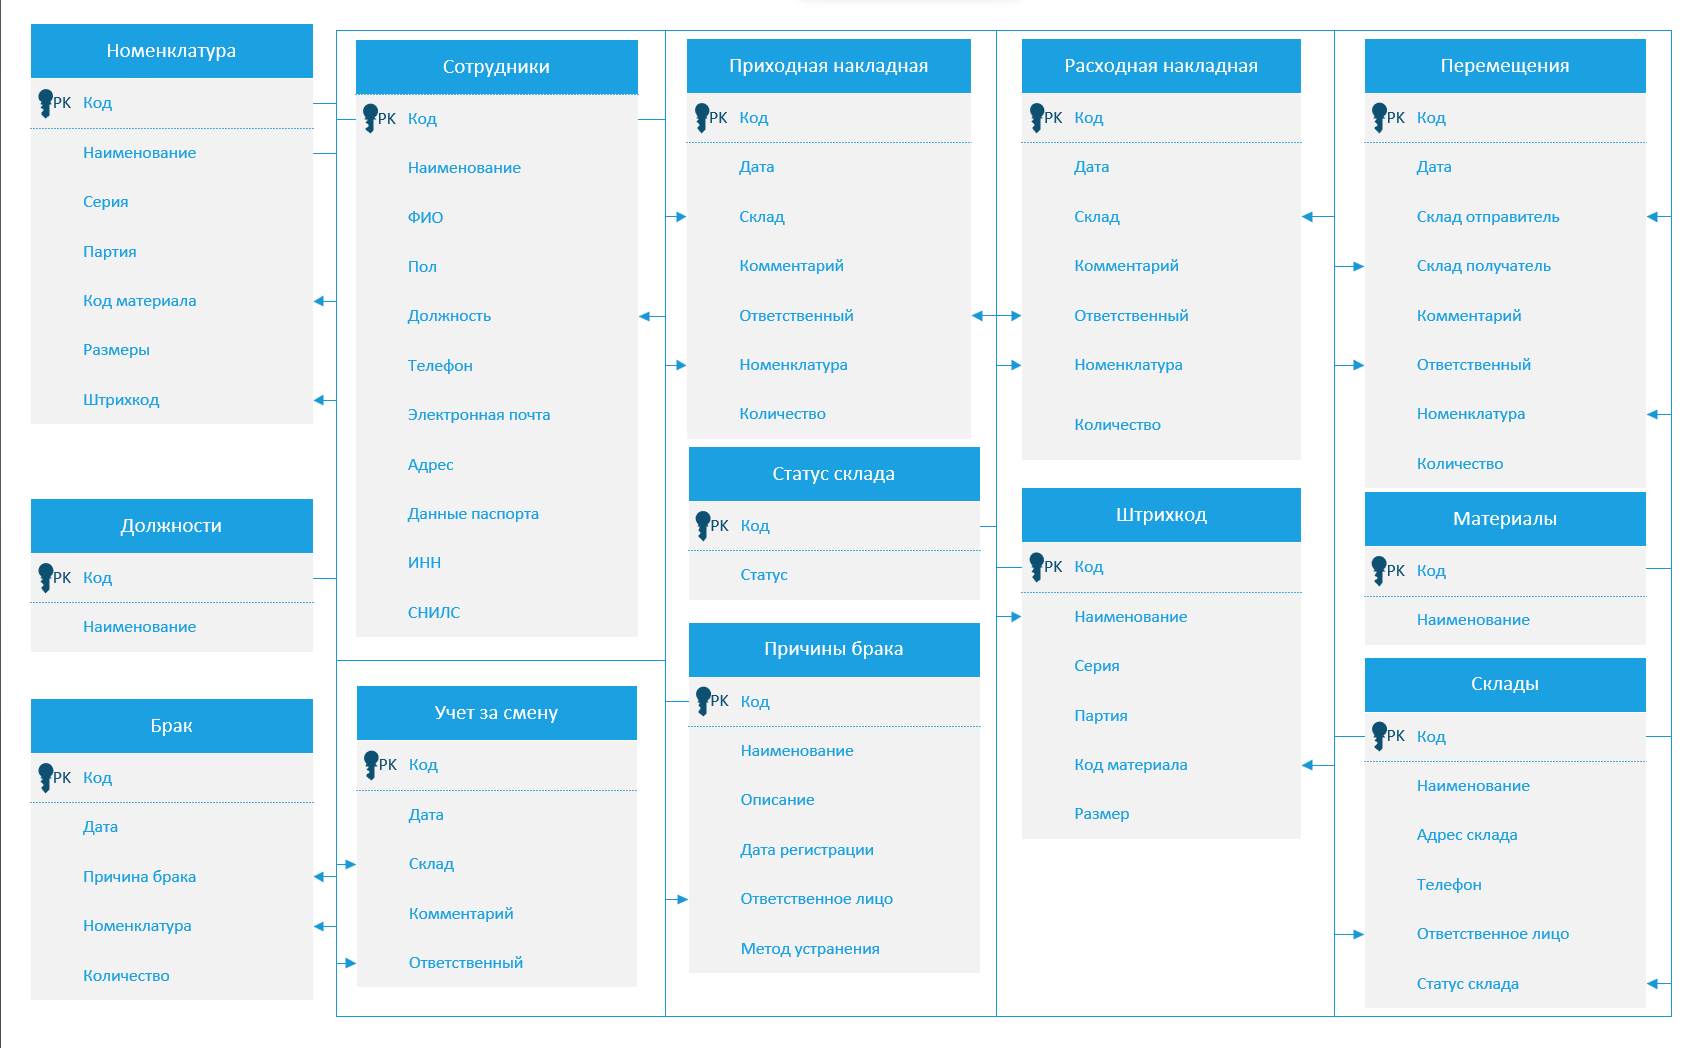 Номенклатура
PK Код
Наименование
Серия
Партия
Код материала
Размеры
Штрихкод
Должности
PK Код
Наименование
Брак
PK Код
Дата
Причина брака
Номенклатура
Количество
Сотрудники
PK Код
Наименование
ФИО
Пол
Должность
Телефон
Электронная почта
Адрес
Данные паспорта
ИНН
СНИЛС
Учет за смену
PK Код
Дата
Склад
Комментарий
Ответственный
Приходная накладная
PK Код
Дата
Склад
Комментарий
Ответственный
Номенклатура
Количество
Статус склада
PK Код
Статус
Причины брака
PK Код
Наименование
Описание
Дата регистрации
Ответственное лицо
Метод устранения
Расходная накладная
PK Код
Дата
Склад
Комментарий
Ответственный
Номенклатура
Количество
Штрихкод
PK Код
Наименование
Серия
Партия
Код материала
Размер
Перемещения
PK Код
Дата
Склад отправитель
Склад получатель
Комментарий
Ответственный
Номенклатура
Количество
Материалы
PK Код
Наименование
Склады
PK Код
Наименование
Адрес склада
Телефон
Ответственное лицо
Статус склада